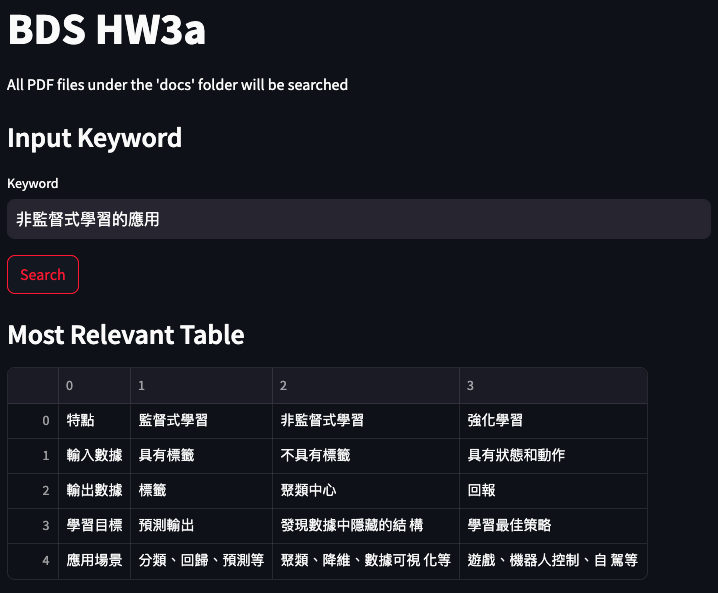 BDS HW3a
All PDF files under the 'docs' folder will be searched
Input Keyword
Keyword
非監督式學習的應用
Search
Most Relevant Table
0 1 2 3
0 特點 監督式學習 非監督式學習 強化學習
1 輸入數據 具有標籤 不具有標籤 具有狀態和動作
2 輸出數據 標籤 聚類中心 回報
3 學習目標 預測輸出 發現數據中隱藏的結 構 學習最佳策略
4 應用場景 分類、回歸、預測等 聚類、降維、數據可視 化等 遊戲、機器人控制、自 駕等